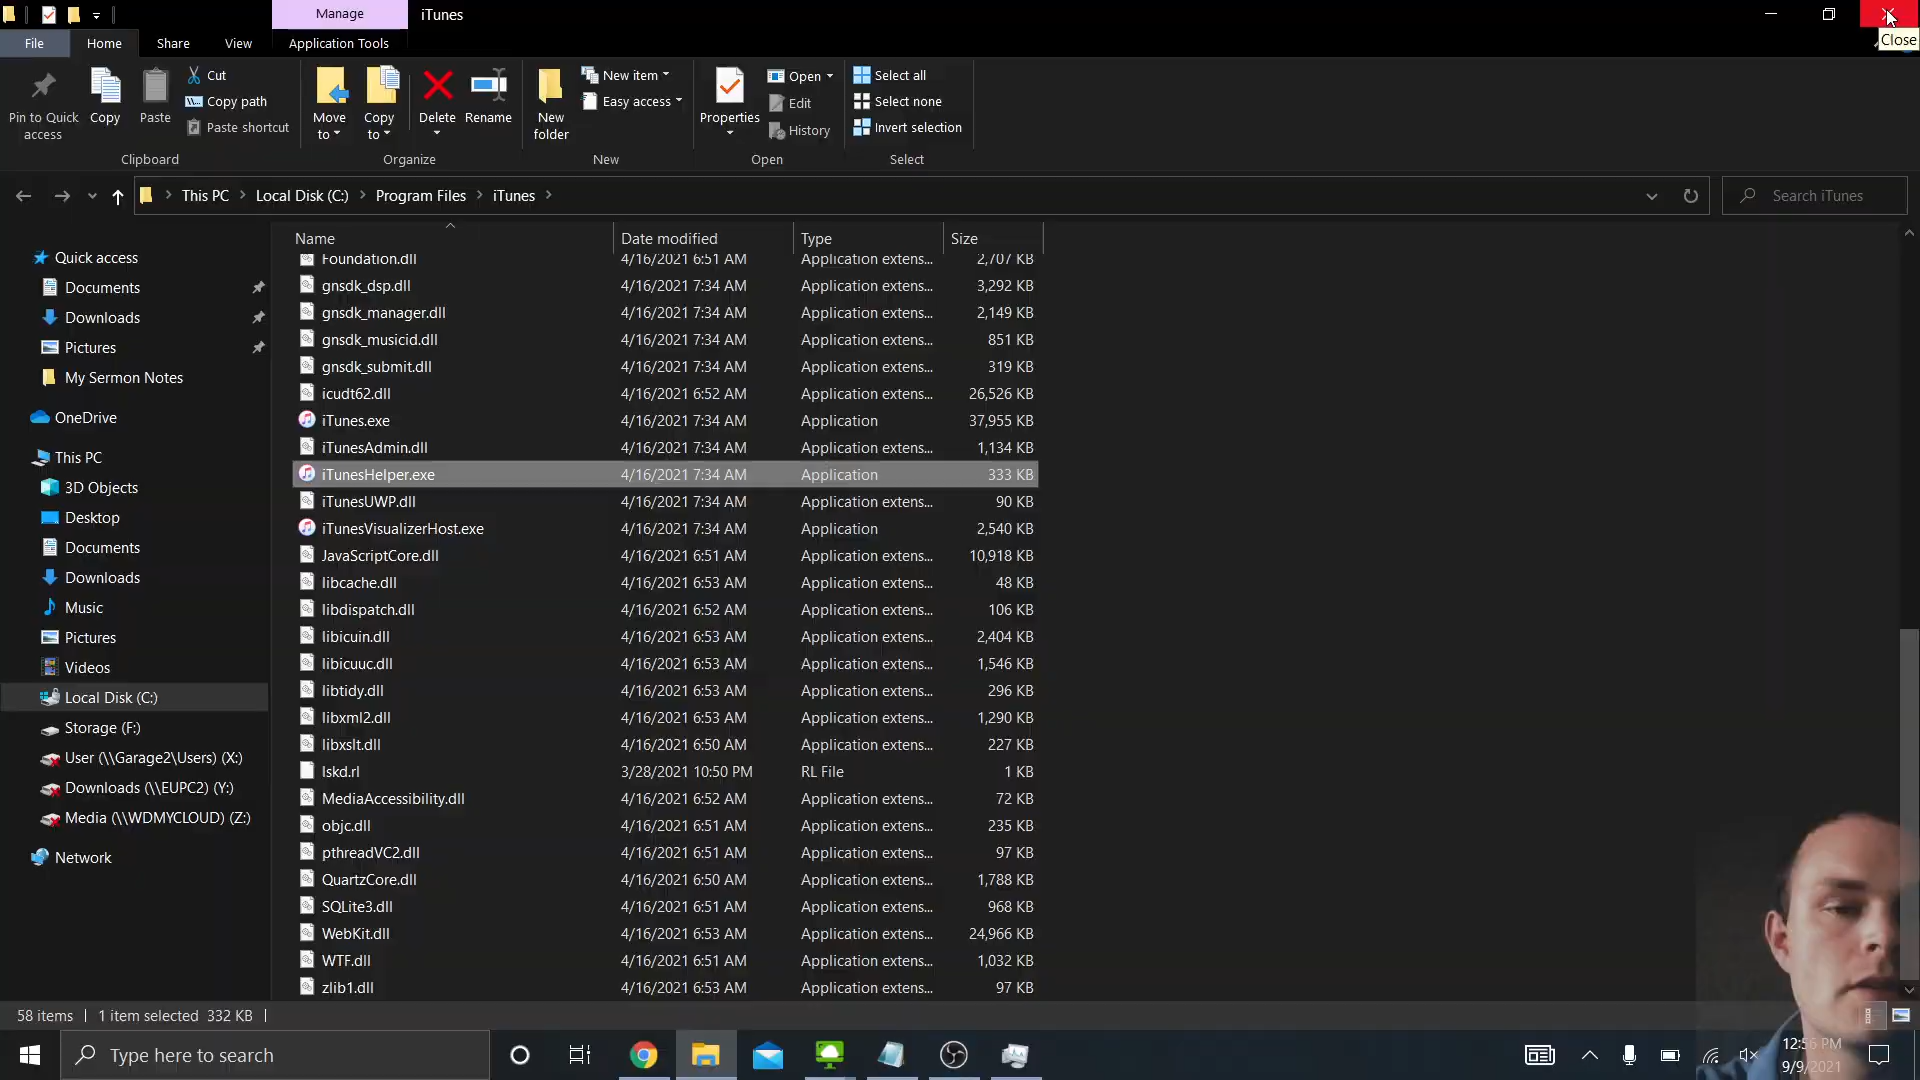 Manage
iTunes
Close
File
Home
Share
View
Application Tools
Pin to Quick access
Copy
Paste
Cut
Copy path
Paste shortcut
Clipboard
Move to
Copy to
Delete
Rename
Organize
New folder
New item
Easy access
New
Properties
Open
Edit
History
Open
Select all
Select none
Invert selection
Select
This PC
Local Disk (C:)
Program Files
iTunes
Search iTunes
Quick access
Documents
Downloads
Pictures
My Sermon Notes
OneDrive
This PC
3D Objects
Desktop
Documents
Downloads
Music
Pictures
Videos
Local Disk (C:)
Storage (F:)
User (\\Garage2\Users) (X:)
Downloads (\\EUPC2) (Y:)
Media (\\WDMYCLOUD) (Z:)
Network
Name Date modified Type Size
Foundation.dll 4/16/2021 6:51 AM Application extens... 2,707 KB
gnsdk_dsp.dll 4/16/2021 7:34 AM Application extens... 3,292 KB
gnsdk_manager.dll 4/16/2021 7:34 AM Application extens... 2,149 KB
gnsdk_musicid.dll 4/16/2021 7:34 AM Application extens... 851 KB
gnsdk_submit.dll 4/16/2021 7:34 AM Application extens... 319 KB
icudt62.dll 4/16/2021 6:52 AM Application extens... 26,526 KB
iTunes.exe 4/16/2021 7:34 AM Application 37,955 KB
iTunesAdmin.dll 4/16/2021 7:34 AM Application extens... 1,134 KB
iTunesHelper.exe 4/16/2021 7:34 AM Application 333 KB
iTunesUWP.dll 4/16/2021 7:34 AM Application extens... 90 KB
iTunesVisualizerHost.exe 4/16/2021 7:34 AM Application 2,540 KB
JavaScriptCore.dll 4/16/2021 6:51 AM Application extens... 10,918 KB
libcache.dll 4/16/2021 6:53 AM Application extens... 48 KB
libdispatch.dll 4/16/2021 6:52 AM Application extens... 106 KB
libicuin.dll 4/16/2021 6:53 AM Application extens... 2,404 KB
libicuuc.dll 4/16/2021 6:53 AM Application extens... 1,546 KB
libtidy.dll 4/16/2021 6:53 AM Application extens... 296 KB
libxml2.dll 4/16/2021 6:53 AM Application extens... 1,290 KB
libxslt.dll 4/16/2021 6:50 AM Application extens... 227 KB
lskd.rl 3/28/2021 10:50 PM RL File 1 KB
MediaAccessibility.dll 4/16/2021 6:52 AM Application extens... 72 KB
objc.dll 4/16/2021 6:51 AM Application extens... 235 KB
pthreadVC2.dll 4/16/2021 6:51 AM Application extens... 97 KB
QuartzCore.dll 4/16/2021 6:50 AM Application extens... 1,788 KB
SQLite3.dll 4/16/2021 6:51 AM Application extens... 968 KB
WebKit.dll 4/16/2021 6:53 AM Application extens... 24,966 KB
WTF.dll 4/16/2021 6:51 AM Application extens... 1,032 KB
zlib1.dll 4/16/2021 6:53 AM Application extens... 97 KB
58 items 1 item selected 332 KB
Type here to search
12:56 PM
9/9/2021